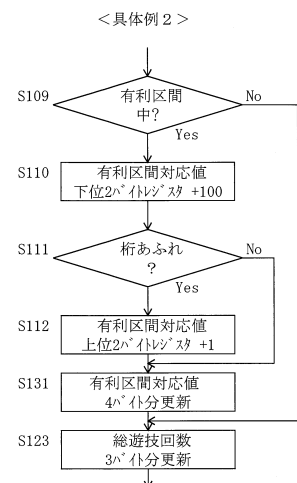 ＜具体例２＞
S109
有利区間
中?
No
Yes
S110
有利区間対応値
下位2ﾊﾞｲﾄﾚｼﾞｽﾀ +100
S111
桁あふれ
?
No
Yes
S112
有利区間対応値
上位2ﾊﾞｲﾄﾚｼﾞｽﾀ +1
S131
有利区間対応値
4ﾊﾞｲﾄ分更新
S123
総遊技回数
3ﾊﾞｲﾄ分更新